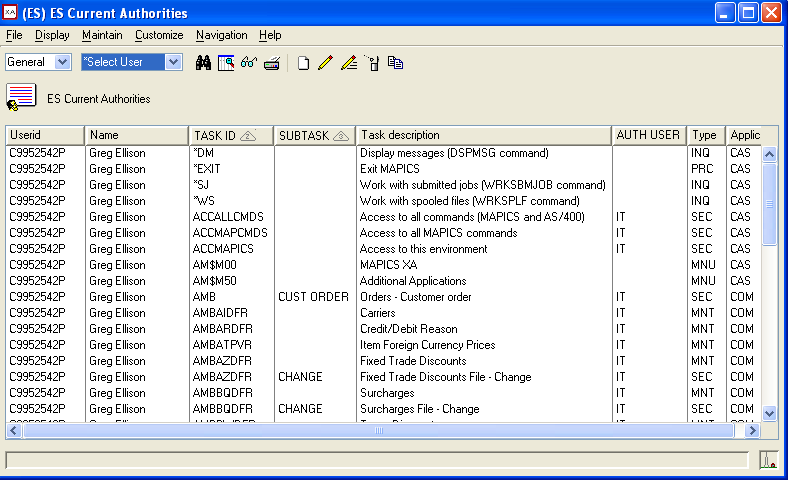 XA (ES) ES Current Authorities
File Display Maintain Customize Navigation Help
General *Select User
ES Current Authorities
Userid Name TASK ID 2 SUBTASK 3 Task description AUTH USER Type Applic
C9952542P Greg Ellison *DM Display messages (DSPMSG command) INQ CAS
C9952542P Greg Ellison *EXIT Exit MAPICS PRC CAS
C9952542P Greg Ellison *SJ Work with submitted jobs (WRKSBMJOB command) INQ CAS
C9952542P Greg Ellison *WS Work with spooled files (WRKSPLF command) INQ CAS
C9952542P Greg Ellison ACCALLCMDS Access to all commands (MAPICS and AS/400) IT SEC CAS
C9952542P Greg Ellison ACCMAPCMDS Access to all MAPICS commands IT SEC CAS
C9952542P Greg Ellison ACCMAPICS Access to this environment IT SEC CAS
C9952542P Greg Ellison AM$M00 MAPICS XA MNU CAS
C9952542P Greg Ellison AM$M50 Additional Applications MNU CAS
C9952542P Greg Ellison AMB CUST ORDER Orders - Customer order IT SEC COM
C9952542P Greg Ellison AMBAIDFR Carriers IT MNT COM
C9952542P Greg Ellison AMBARDFR Credit/Debit Reason IT MNT COM
C9952542P Greg Ellison AMBATPVR Item Foreign Currency Prices IT MNT COM
C9952542P Greg Ellison AMBAZDFR Fixed Trade Discounts IT MNT COM
C9952542P Greg Ellison AMBAZDFR CHANGE Fixed Trade Discounts File - Change IT SEC COM
C9952542P Greg Ellison AMBBQDFR Surcharges IT MNT COM
C9952542P Greg Ellison AMBBQDFR CHANGE Surcharges File - Change IT SEC COM